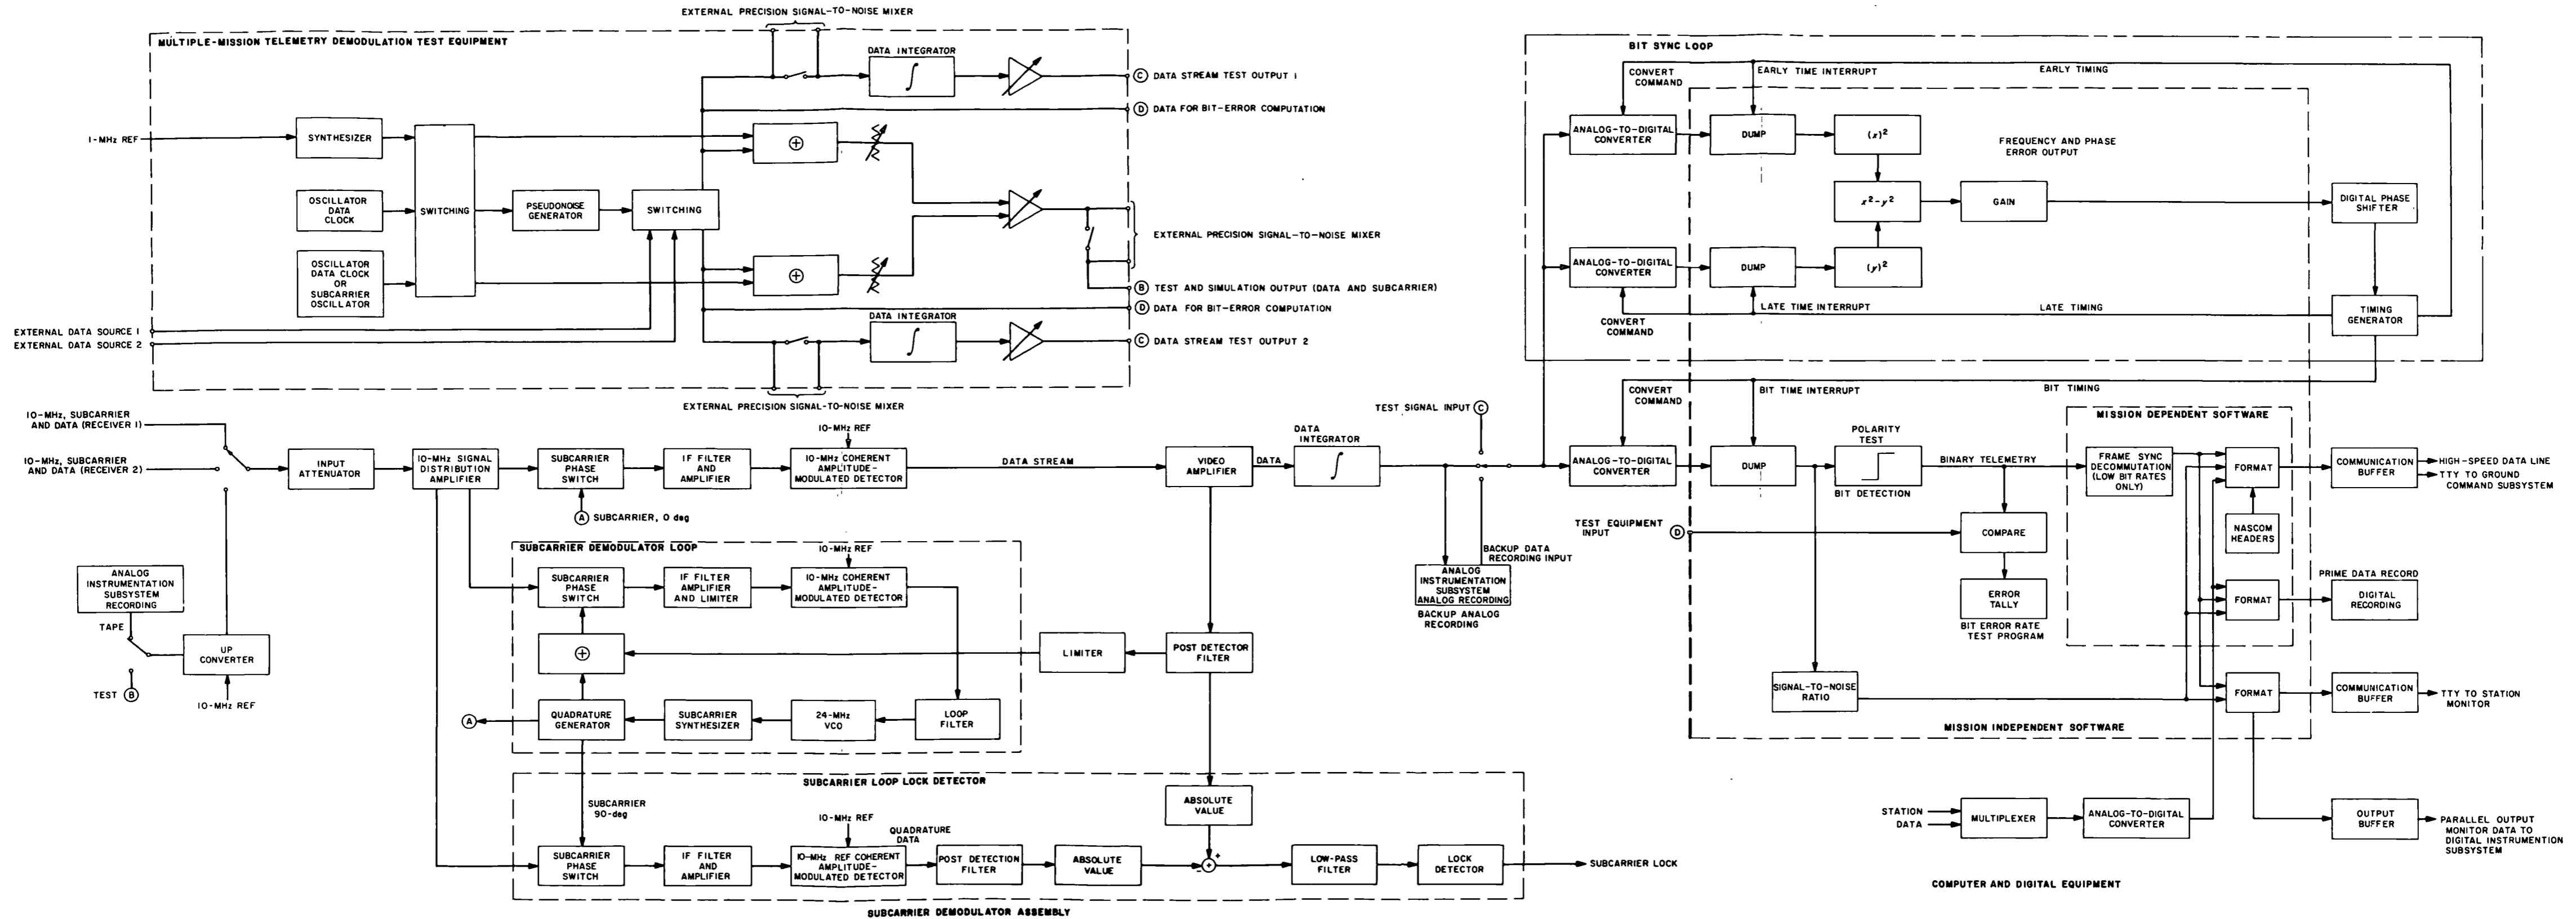 EXTERNAL PRECISION SIGNAL-TO-NOISE MIXER
MULTIPLE-MISSION TELEMETRY DEMODULATION TEST EQUIPMENT
DATA INTEGRATOR
∫
C DATA STREAM TEST OUTPUT 1
D DATA FOR BIT-ERROR COMPUTATION
1-MHz REF
SYNTHESIZER
+
OSCILLATOR
DATA
CLOCK
SWITCHING
PSEUDONOISE
GENERATOR
SWITCHING
EXTERNAL PRECISION SIGNAL-TO-NOISE MIXER
OSCILLATOR
DATA CLOCK
OR
SUBCARRIER
OSCILLATOR
+
B TEST AND SIMULATION OUTPUT (DATA AND SUBCARRIER)
D DATA FOR BIT-ERROR COMPUTATION
DATA INTEGRATOR
∫
EXTERNAL DATA SOURCE 1
EXTERNAL DATA SOURCE 2
C DATA STREAM TEST OUTPUT 2
EXTERNAL PRECISION SIGNAL-TO-NOISE MIXER
BIT SYNC LOOP
CONVERT
COMMAND
EARLY TIME INTERRUPT
EARLY TIMING
ANALOG-TO-DIGITAL
CONVERTER
DUMP
(x)²
FREQUENCY AND PHASE
ERROR OUTPUT
x²-y²
GAIN
DIGITAL PHASE
SHIFTER
ANALOG-TO-DIGITAL
CONVERTER
DUMP
(y)²
LATE TIME INTERRUPT
LATE TIMING
CONVERT
COMMAND
TIMING
GENERATOR
10-MHz, SUBCARRIER
AND DATA (RECEIVER 1)
10-MHz, SUBCARRIER
AND DATA (RECEIVER 2)
INPUT
ATTENUATOR
10-MHz SIGNAL
DISTRIBUTION
AMPLIFIER
SUBCARRIER
PHASE
SWITCH
A SUBCARRIER, 0 deg
IF FILTER
AND
AMPLIFIER
10-MHz REF
10-MHz COHERENT
AMPLITUDE-
MODULATED DETECTOR
DATA STREAM
VIDEO
AMPLIFIER
DATA
DATA
INTEGRATOR
∫
TEST SIGNAL INPUT C
CONVERT
COMMAND
BIT TIME INTERRUPT
BIT TIMING
ANALOG-TO-DIGITAL
CONVERTER
DUMP
POLARITY
TEST
BIT DETECTION
BINARY TELEMETRY
MISSION DEPENDENT SOFTWARE
FRAME SYNC
DECOMMUTATION
(LOW BIT RATES
ONLY)
FORMAT
COMMUNICATION
BUFFER
HIGH-SPEED DATA LINE
TTY TO GROUND
COMMAND SUBSYSTEM
NASCOM
HEADERS
TEST EQUIPMENT
INPUT
D
COMPARE
ERROR
TALLY
BIT ERROR RATE
TEST PROGRAM
FORMAT
PRIME DATA RECORD
DIGITAL
RECORDING
BACKUP DATA
RECORDING INPUT
ANALOG
INSTRUMENTATION
SUBSYSTEM
ANALOG RECORDING
BACKUP ANALOG
RECORDING
SUBCARRIER DEMODULATOR LOOP
SUBCARRIER
PHASE
SWITCH
IF FILTER
AMPLIFIER
AND LIMITER
10-MHz REF
10-MHz COHERENT
AMPLITUDE-
MODULATED DETECTOR
ANALOG
INSTRUMENTATION
SUBSYSTEM
RECORDING
TAPE
TEST B
UP
CONVERTER
10-MHz REF
+
LIMITER
POST DETECTOR
FILTER
A
QUADRATURE
GENERATOR
SUBCARRIER
SYNTHESIZER
24-MHz
VCO
LOOP
FILTER
SIGNAL-TO-NOISE
RATIO
FORMAT
COMMUNICATION
BUFFER
TTY TO STATION
MONITOR
MISSION INDEPENDENT SOFTWARE
SUBCARRIER LOOP LOCK DETECTOR
SUBCARRIER
90-deg
ABSOLUTE
VALUE
SUBCARRIER
PHASE
SWITCH
IF FILTER
AND
AMPLIFIER
10-MHz REF
10-MHz REF COHERENT
AMPLITUDE-
MODULATED DETECTOR
QUADRATURE
DATA
POST DETECTION
FILTER
ABSOLUTE
VALUE
+
+
-
LOW-PASS
FILTER
LOCK
DETECTOR
SUBCARRIER LOCK
STATION
DATA
MULTIPLEXER
ANALOG-TO-DIGITAL
CONVERTER
OUTPUT
BUFFER
PARALLEL OUTPUT
MONITOR DATA TO
DIGITAL INSTRUMENTION
SUBSYSTEM
COMPUTER AND DIGITAL EQUIPMENT
SUBCARRIER DEMODULATOR ASSEMBLY